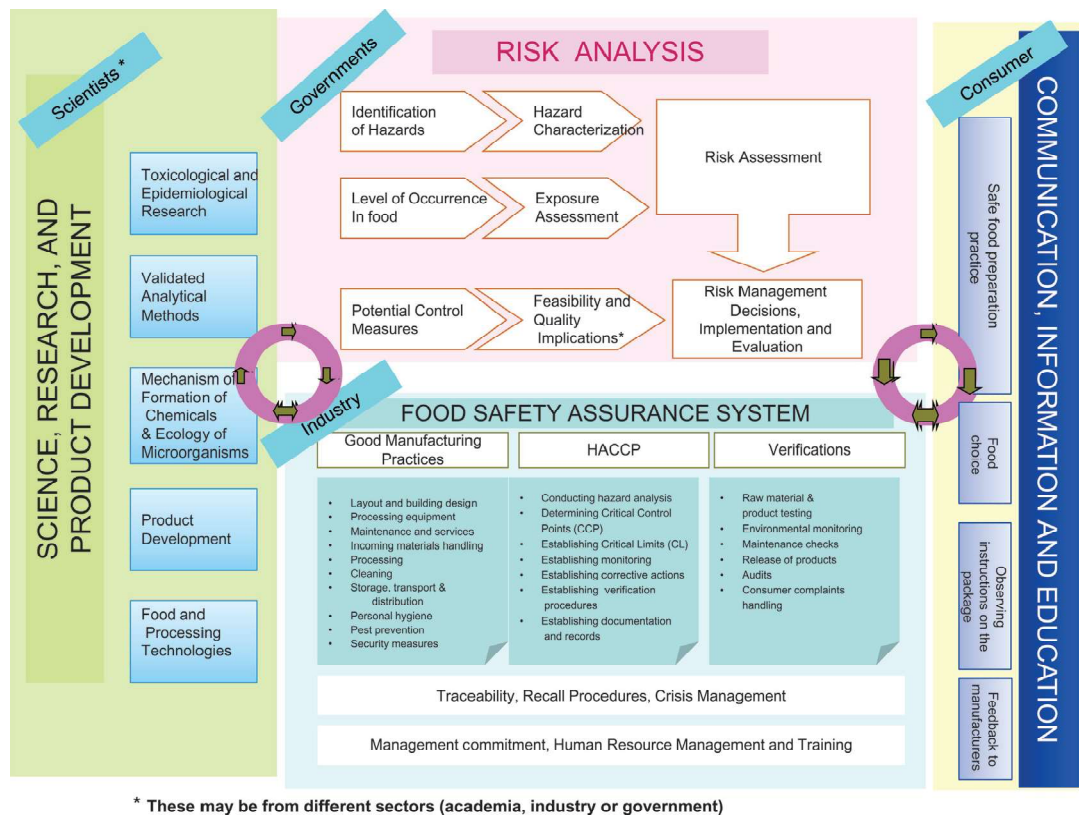 Scientists *
SCIENCE, RESEARCH, AND
PRODUCT DEVELOPMENT
Toxicological and
Epidemiological
Research
Validated
Analytical
Methods
Mechanism of
Formation of
Chemicals
& Ecology of
Microorganisms
Product
Development
Food and
Processing
Technologies
Governments
RISK ANALYSIS
Identification
of Hazards
Hazard
Characterization
Risk Assessment
Level of Occurrence
In food
Exposure
Assessment
Potential Control
Measures
Feasibility and
Quality
Implications*
Risk Management
Decisions,
Implementation and
Evaluation
Industry
FOOD SAFETY ASSURANCE SYSTEM
Good Manufacturing
Practices
• Layout and building design
• Processing equipment
- Maintenance and services
• Incoming materials handling
• Processing
• Cleaning
• Storage, transport &
distribution
- Personal hygiene
- Pest prevention
• Security measures
HACCP
• Conducting hazard analysis
• Determining Critical Control
Points (CCP)
- Establishing Critical Limits (CL)
• Establishing monitoring
• Establishing corrective actions
• Establishing verification
procedures
• Establishing documentation
and records
Verifications
• Raw material &
product testing
• Environmental monitoring
- Maintenance checks
• Release of products
• Audits
• Consumer complaints
handling
Traceability, Recall Procedures, Crisis Management
Management commitment, Human Resource Management and Training
Consumer
Safe food preparation
practice
Food
choice
Observing
instructions on the
package
Feedback to
manufacturers
COMMUNICATION, INFORMATION AND EDUCATION
* These may be from different sectors (academia, industry or government)